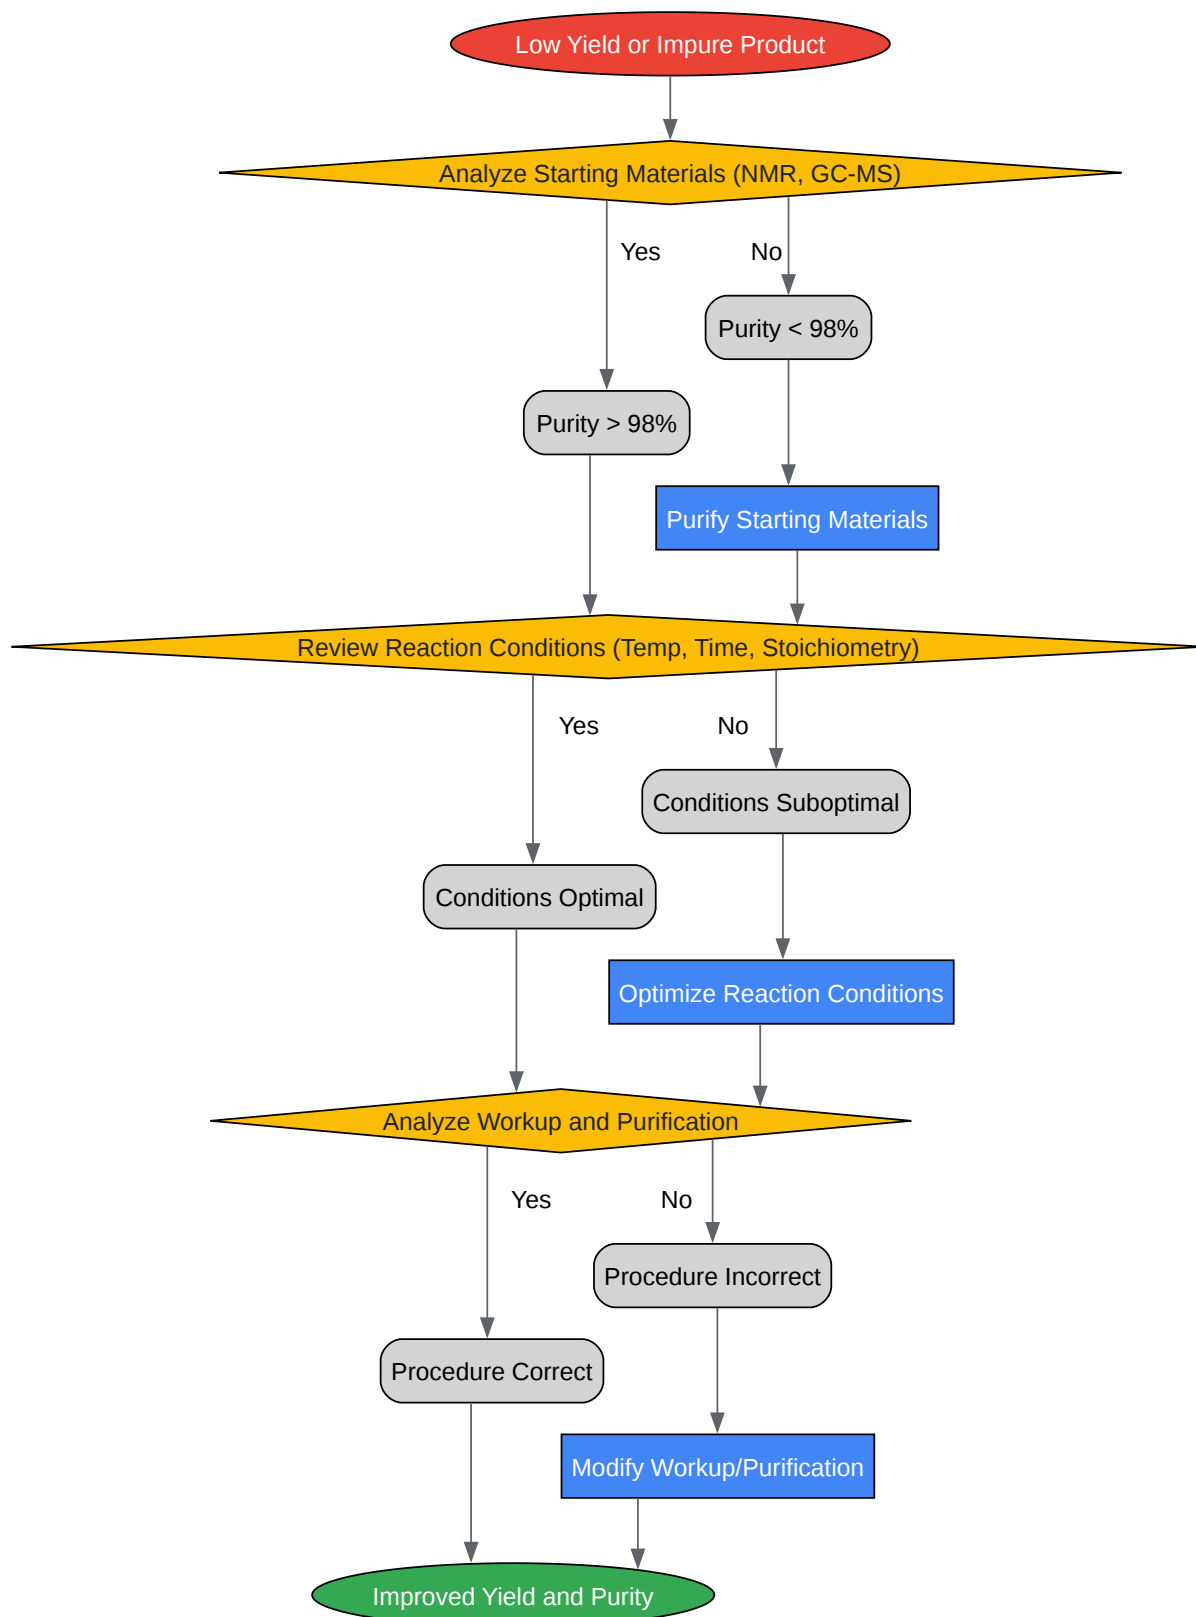 Low Yield or Impure Product
Analyze Starting Materials (NMR, GC-MS)
Yes
No
Purity < 98%
Purity > 98%
Purify Starting Materials
Review Reaction Conditions (Temp, Time, Stoichiometry)
Yes
No
Conditions Suboptimal
Conditions Optimal
Optimize Reaction Conditions
Analyze Workup and Purification
Yes
No
Procedure Incorrect
Procedure Correct
Modify Workup/Purification
Improved Yield and Purity